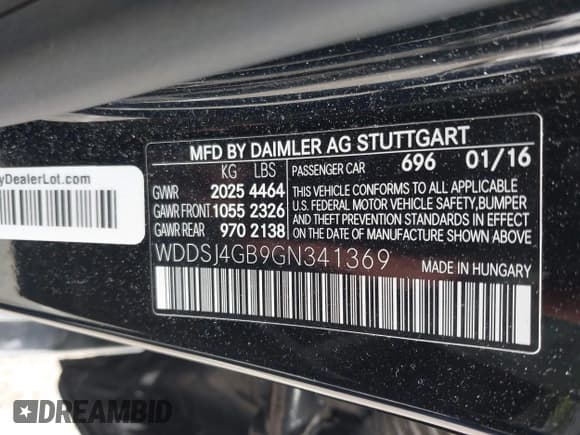 MFD BY DAIMLER AG STUTTGART
KG LBS PASSENGER CAR 696 01/16
GVWR 2025 4464
GAWR FRONT 1055 2326
GAWR REAR 970 2138
THIS VEHICLE CONFORMS TO ALL APPLICABLE
U.S. FEDERAL MOTOR VEHICLE SAFETY,BUMPER
AND THEFT PREVENTION STANDARDS IN EFFECT
ON THE DATE OF MANUFACTURE SHOWN ABOVE.
WDDSJ4GB9GN341369 MADE IN HUNGARY
yDealerLot.com
DREAMBID